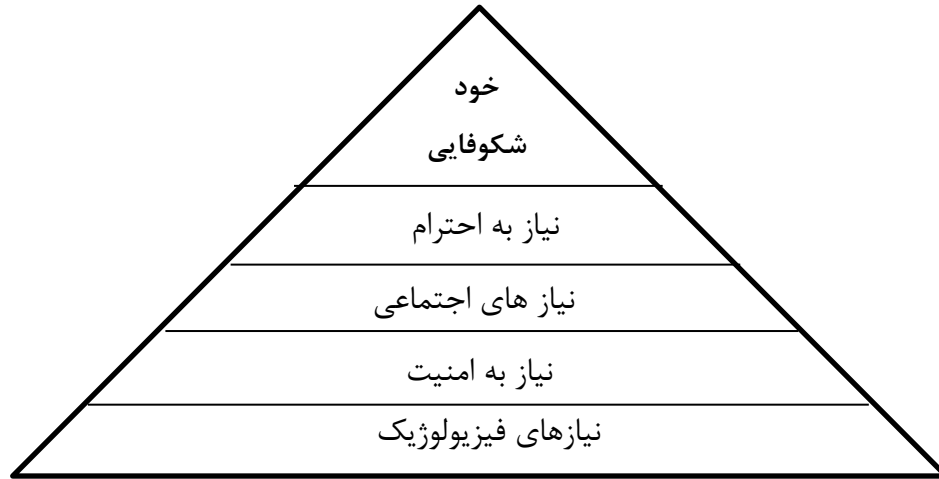 خود
شکوفایی
نیاز به احترام
نیاز های اجتماعی
نیاز به امنیت
نیازهای فیزیولوژیک